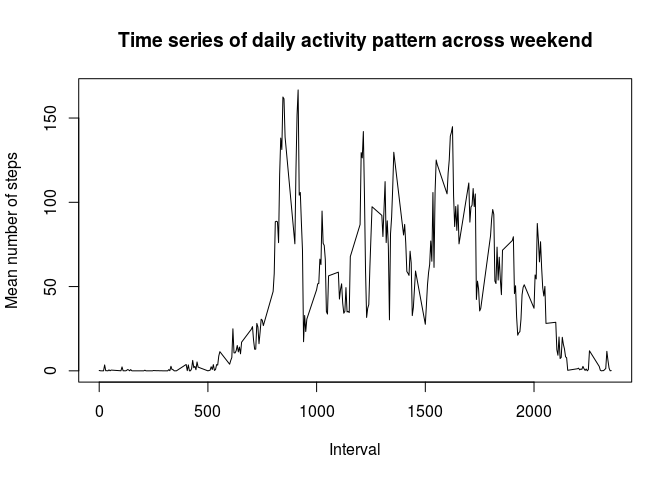 Time series of daily activity pattern across weekend
Mean number of steps
150
100
50
0
0 500 1000 1500 2000
Interval